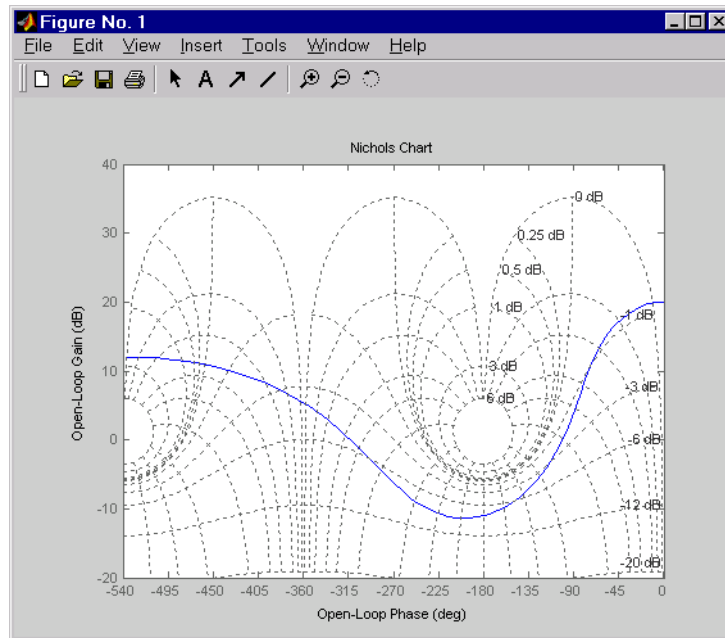 Figure No. 1
File Edit View Insert Tools Window Help
A
Nichols Chart
40
30
20
10
0
-10
-20
Open-Loop Gain (dB)
0 dB
0.25 dB
0.5 dB
1 dB
-1 dB
3 dB
-3 dB
6 dB
-6 dB
-12 dB
-20 dB
-540 -495 -450 -405 -360 -315 -270 -225 -180 -135 -90 -45 0
Open-Loop Phase (deg)